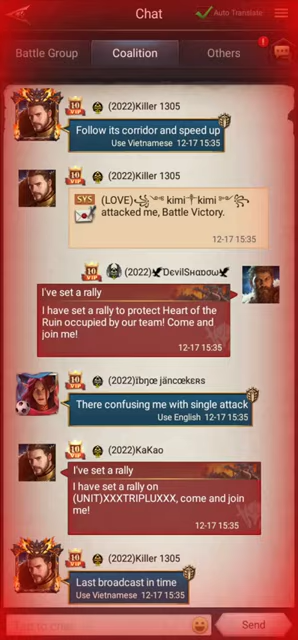 Chat
Auto Translate
Battle Group
Coalition
Others
!
10
VIP
(2022)Killer 1305
Follow its corridor and speed up
Use Vietnamese 12-17 15:35
10
VIP
(2022)Killer 1305
SYS
(LOVE)꧁༺ kimi༒kimi ༻꧂
attacked me, Battle Victory.
12-17 15:35
10
VIP
(2022)🕊DɛvilSнαɒoω🕊
I've set a rally
I have set a rally to protect Heart of the
Ruin occupied by our team! Come and
join me!
12-17 15:35
10
VIP
(2022)ïbŋœ jäncœkᴇʀs
There confusing me with single attack
Use English 12-17 15:35
10
VIP
(2022)KaKao
I've set a rally
I have set a rally on
(UNIT)XXXTRIPLUXXX, come and join
me!
12-17 15:35
10
VIP
(2022)Killer 1305
Last broadcast in time
Use Vietnamese 12-17 15:35
Tap to chat
Send